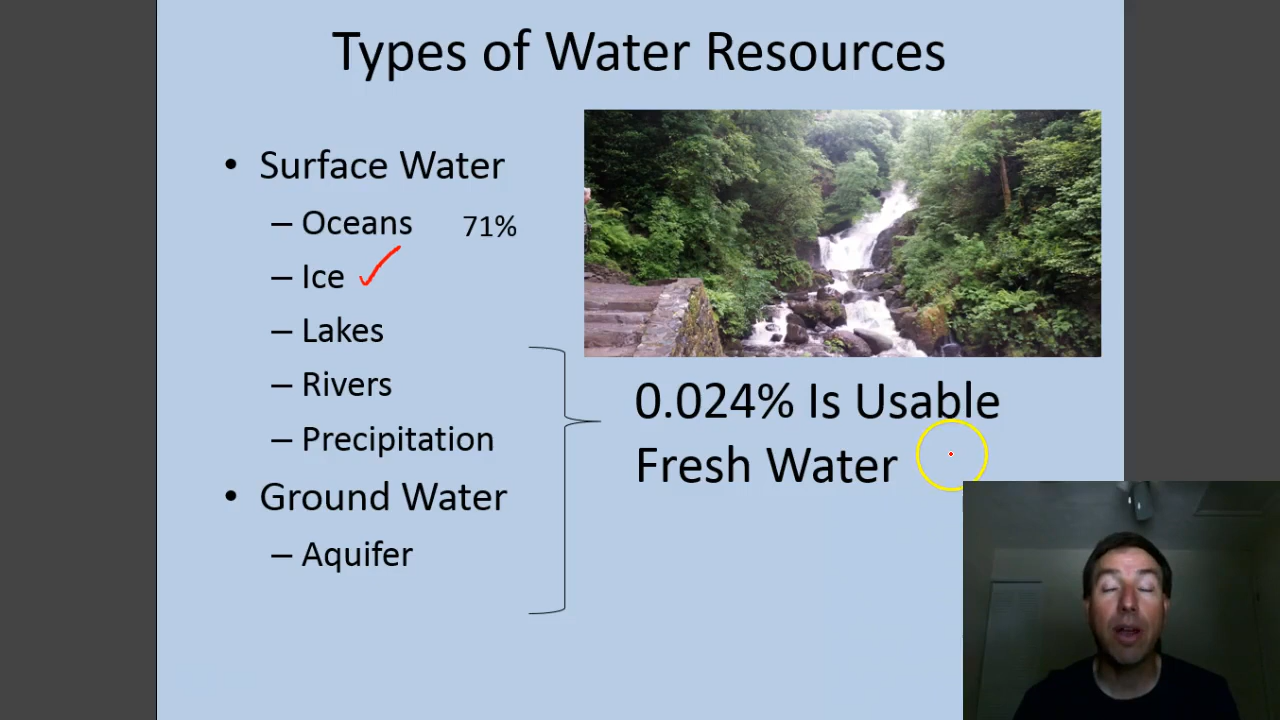 Types of Water Resources
• Surface Water
– Oceans 71%
– Ice
– Lakes
– Rivers
– Precipitation
• Ground Water
– Aquifer
0.024% Is Usable
Fresh Water